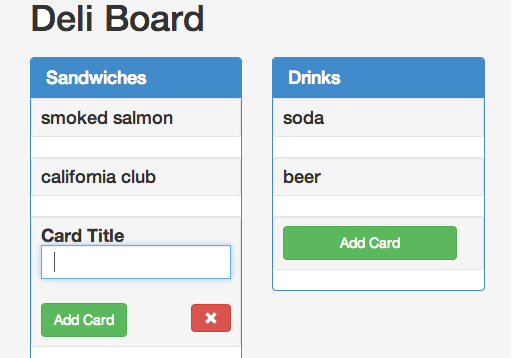 Deli Board
Sandwiches
smoked salmon
california club
Card Title
Add Card
Drinks
soda
beer
Add Card